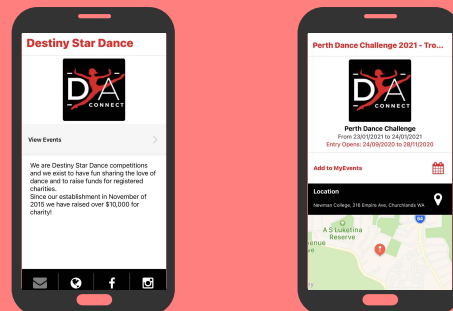 Destiny Star Dance
DA
CONNECT
View Events
We are Destiny Star Dance competitions
and we exist to have fun sharing the love of
dance and to raise funds for registered
charities.
Since our establishment in November of
2015 we have raised over $10,000 for
charity!
Perth Dance Challenge 2021 - Tro...
DA
CONNECT
Perth Dance Challenge
From 23/01/2021 to 24/01/2021
Entry Opens: 24/09/2020 to 28/11/2020
Add to MyEvents
Location
Newman College, 216 Empire Ave, Churchlands WA
64
A S Luketina
Reserve